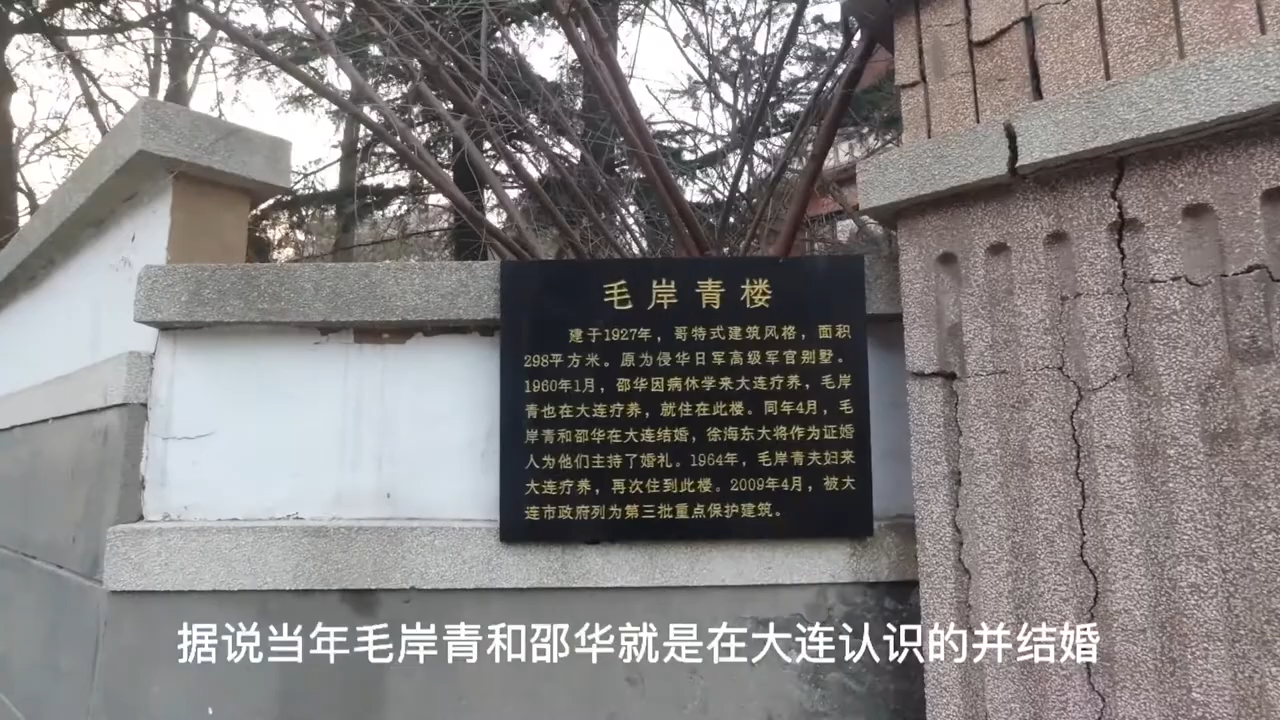 毛岸青楼
建于1927年，哥特式建筑风格，面积
298平方米。原为侵华日军高级军官别墅。
1960年1月，邵华因病休学来大连疗养，毛岸
青也在大连疗养，就住在此楼。同年4月，毛
岸青和邵华在大连结婚，徐海东大将作为证婚
人为他们主持了婚礼。1964年，毛岸青夫妇来
大连疗养，再次住到此楼。2009年4月，被大
连市政府列为第三批重点保护建筑。
据说当年毛岸青和邵华就是在大连认识的并结婚